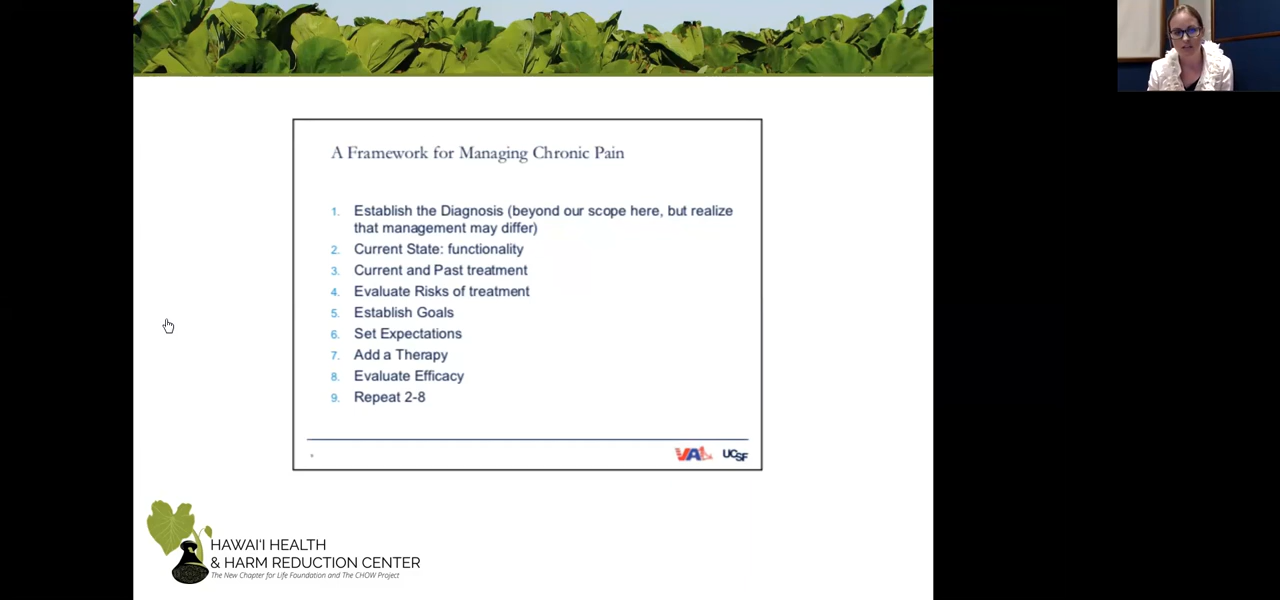 A Framework for Managing Chronic Pain
1. Establish the Diagnosis (beyond our scope here, but realize
that management may differ)
2. Current State: functionality
3. Current and Past treatment
4. Evaluate Risks of treatment
5. Establish Goals
6. Set Expectations
7. Add a Therapy
8. Evaluate Efficacy
9. Repeat 2-8
VA UCSF
HAWAI'I HEALTH
& HARM REDUCTION CENTER
The New Chapter for Life Foundation and The CHOW Project